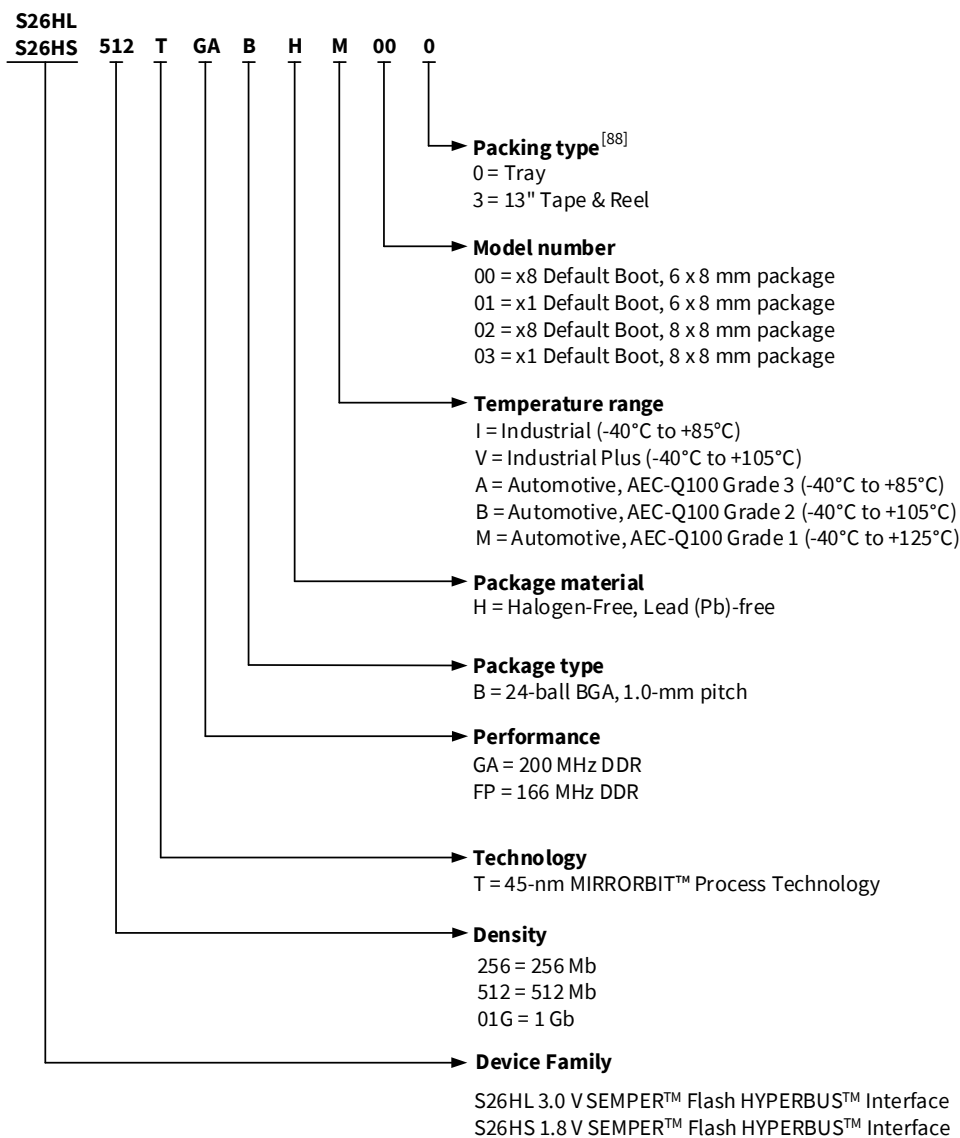 S26HL
S26HS 512 T GA B H M 00 0
Packing type[88]
0 = Tray
3 = 13" Tape & Reel
Model number
00 = x8 Default Boot, 6 x 8 mm package
01 = x1 Default Boot, 6 x 8 mm package
02 = x8 Default Boot, 8 x 8 mm package
03 = x1 Default Boot, 8 x 8 mm package
Temperature range
I = Industrial (-40°C to +85°C)
V = Industrial Plus (-40°C to +105°C)
A = Automotive, AEC-Q100 Grade 3 (-40°C to +85°C)
B = Automotive, AEC-Q100 Grade 2 (-40°C to +105°C)
M = Automotive, AEC-Q100 Grade 1 (-40°C to +125°C)
Package material
H = Halogen-Free, Lead (Pb)-free
Package type
B = 24-ball BGA, 1.0-mm pitch
Performance
GA = 200 MHz DDR
FP = 166 MHz DDR
Technology
T = 45-nm MIRRORBIT™ Process Technology
Density
256 = 256 Mb
512 = 512 Mb
01G = 1 Gb
Device Family
S26HL 3.0 V SEMPER™ Flash HYPERBUS™ Interface
S26HS 1.8 V SEMPER™ Flash HYPERBUS™ Interface